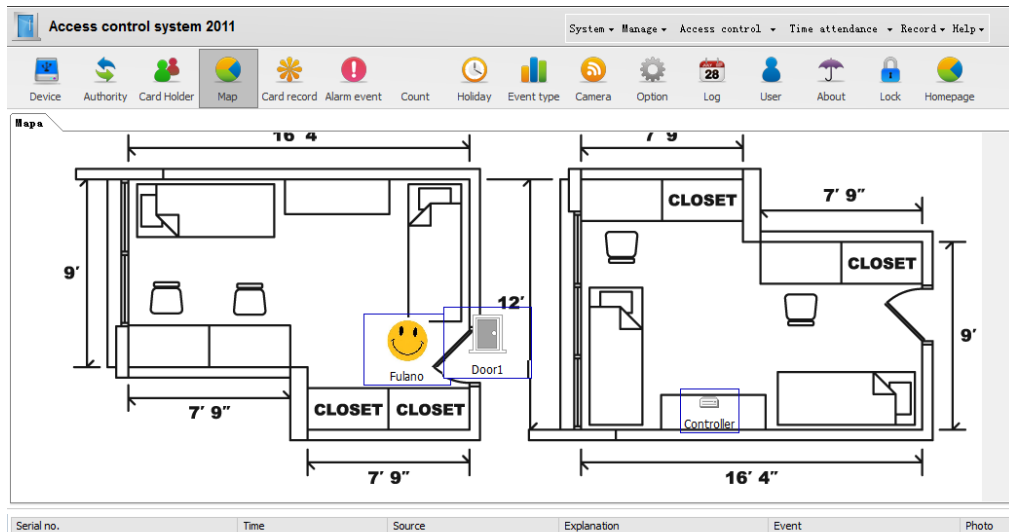 Access control system 2011
System Manage Access control Time attendance Record Help
Device Authority Card Holder Map Card record Alarm event Count Holiday Event type Camera Option Log User About Lock Homepage
28
Mapa
16' 4
7' 9
CLOSET
7' 9"
CLOSET
9'
12'
9'
Fulano
Door1
7' 9"
CLOSET CLOSET
Controller
7' 9"
16' 4"
Serial no. Time Source Explanation Event Photo